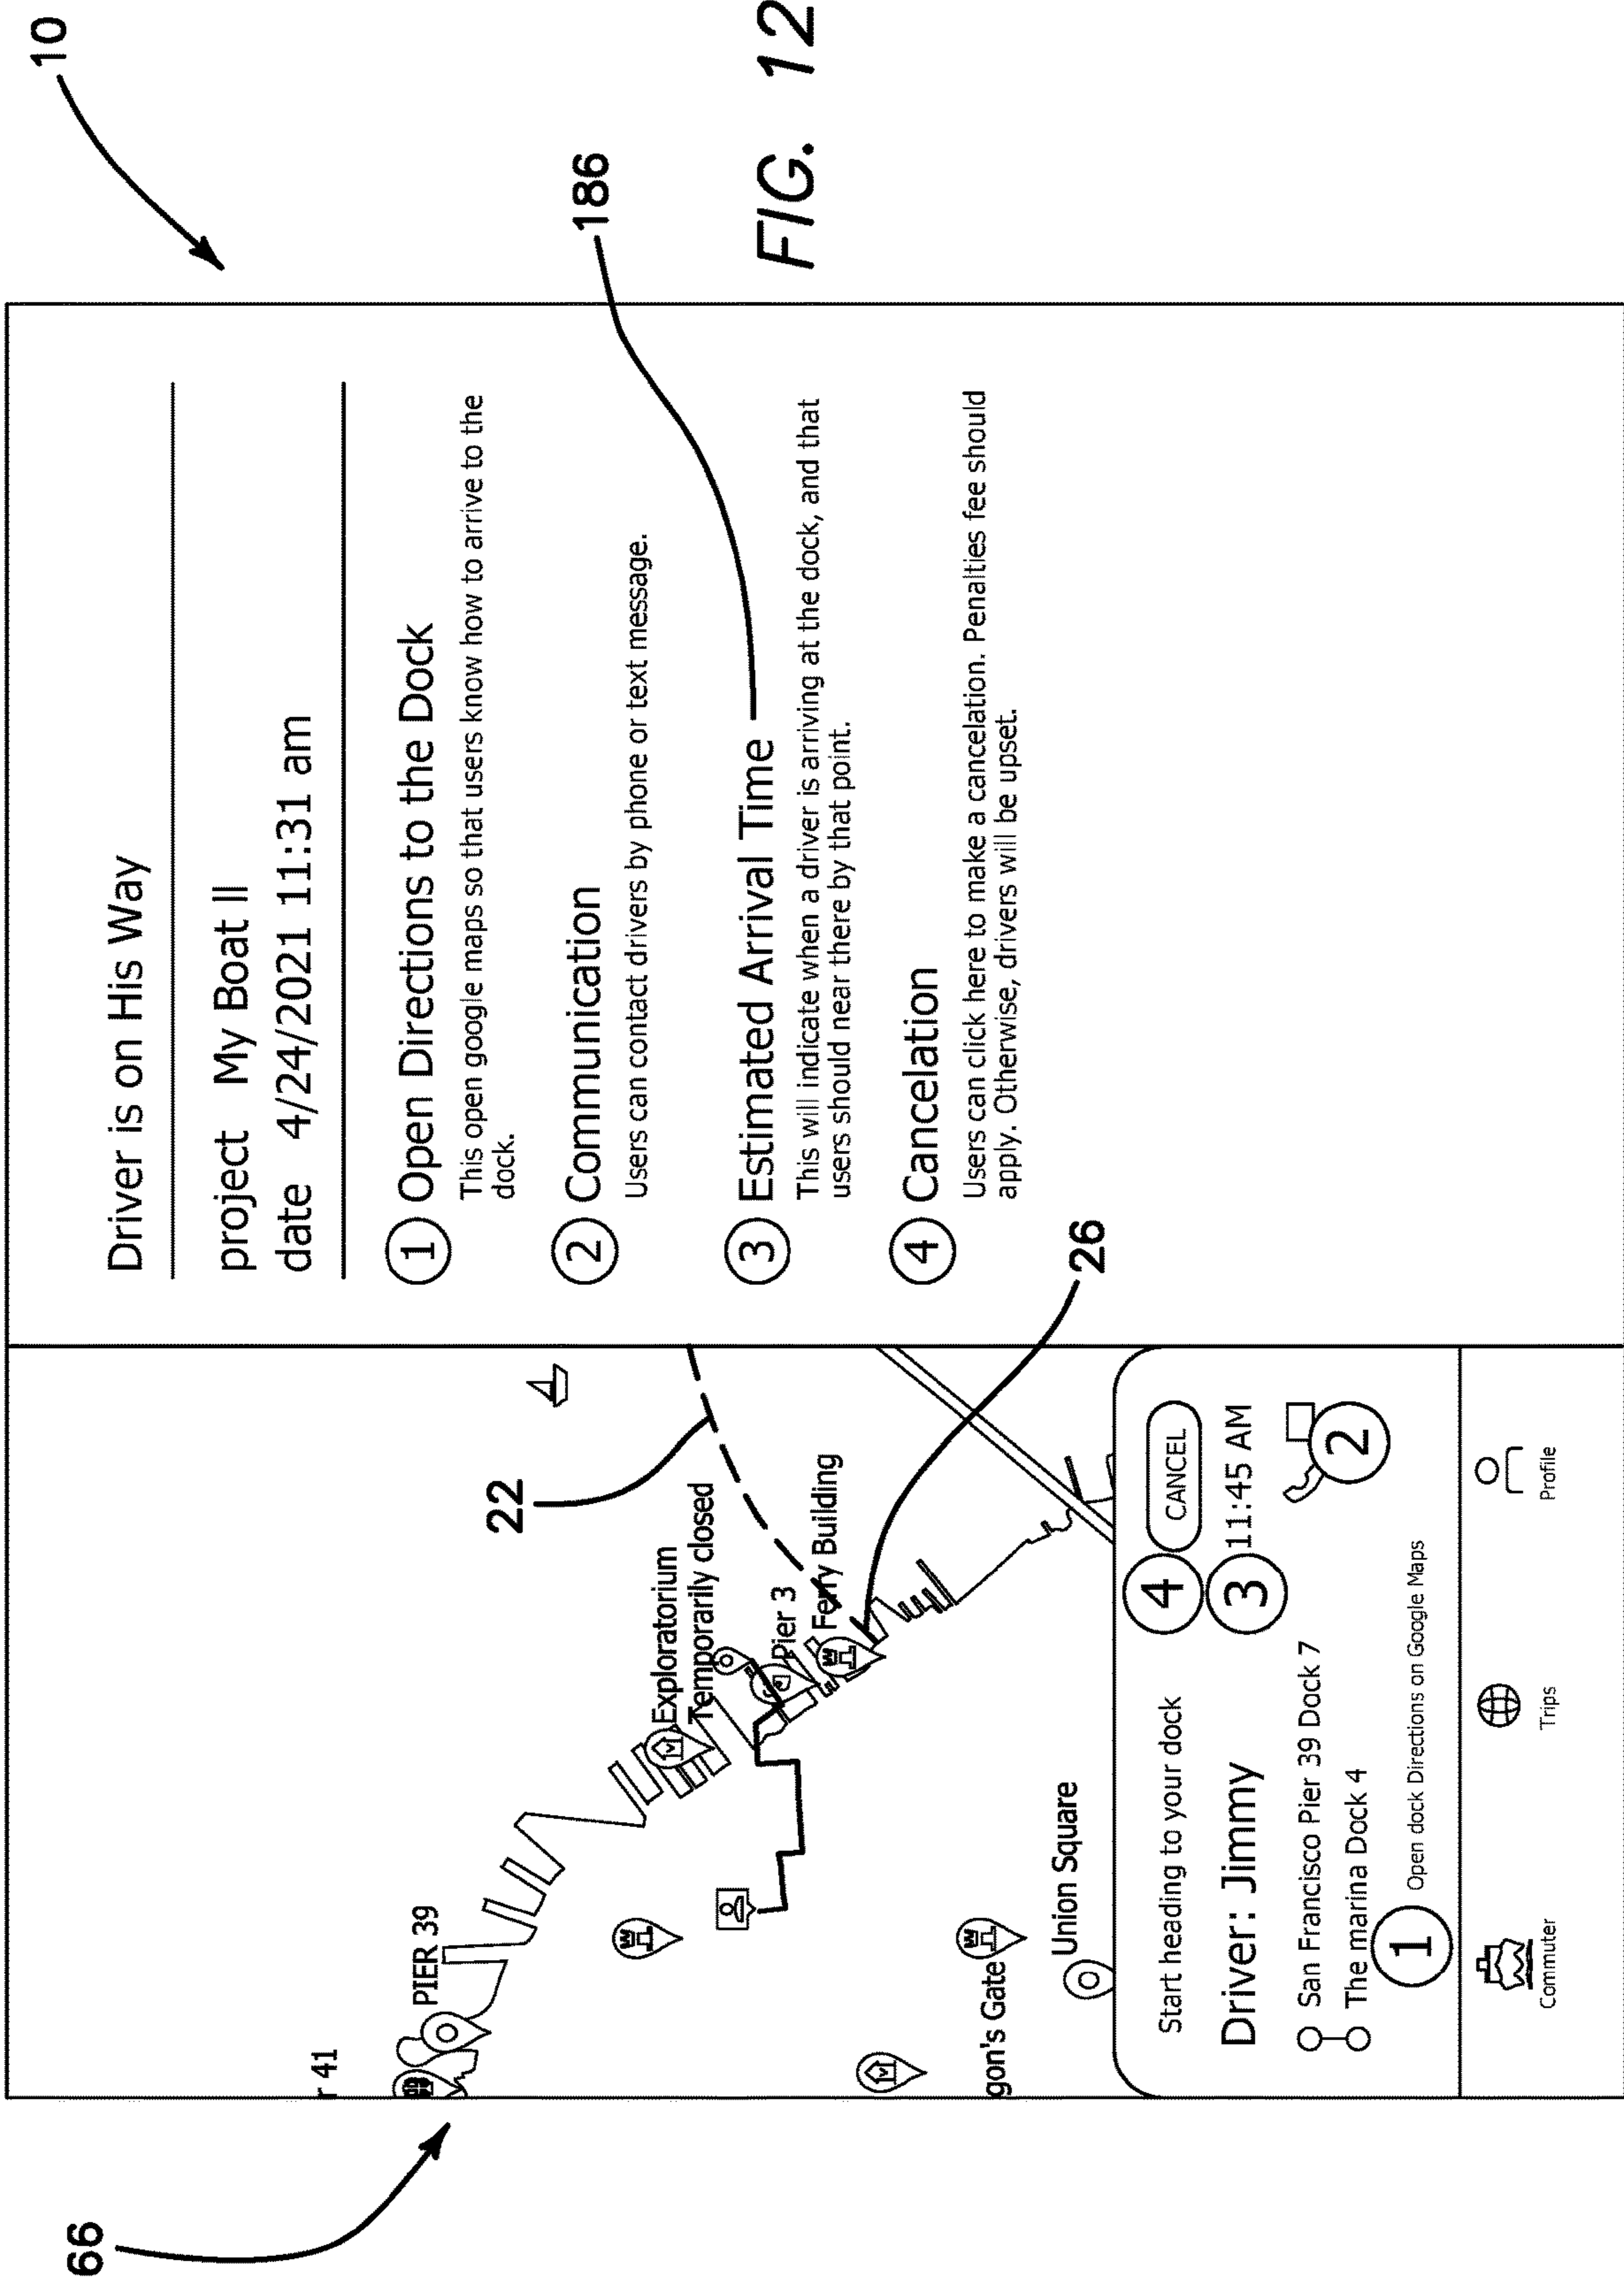 10
66
r 41
PIER 39
22
Exploratorium
Temporarily closed
Pier 3
Ferry Building
gon's Gate
Union Square
26
Start heading to your dock
4
CANCEL
Driver: Jimmy
3
11:45 AM
San Francisco Pier 39 Dock 7
The marina Dock 4
2
1
Open dock Directions on Google Maps
Commuter
Trips
Profile
Driver is on His Way
project My Boat II
date 4/24/2021 11:31 am
1 Open Directions to the Dock
This open google maps so that users know how to arrive to the
dock.
2 Communication
Users can contact drivers by phone or text message.
3 Estimated Arrival Time
186
This will indicate when a driver is arriving at the dock, and that
users should near there by that point.
4 Cancelation
Users can click here to make a cancelation. Penalties fee should
apply. Otherwise, drivers will be upset.
FIG. 12